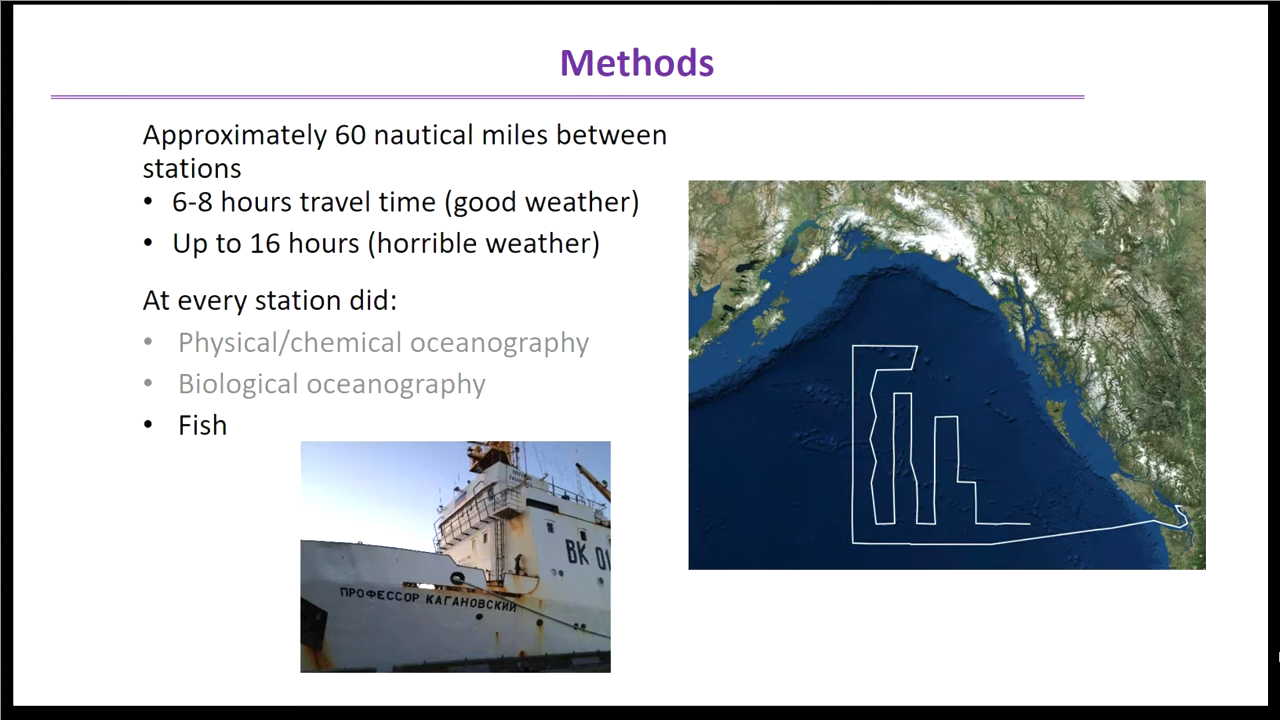 Methods
Approximately 60 nautical miles between
stations
• 6-8 hours travel time (good weather)
• Up to 16 hours (horrible weather)
At every station did:
• Physical/chemical oceanography
• Biological oceanography
• Fish
ВК
ПРОФЕССОР КАГАНОВСКИЙ